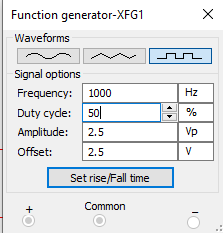 Function generator-XFG1
Waveforms
Signal options
Frequency: 1000 Hz
Duty cycle: 50 %
Amplitude: 2.5 Vp
Offset: 2.5 V
Set rise/Fall time
+ Common −